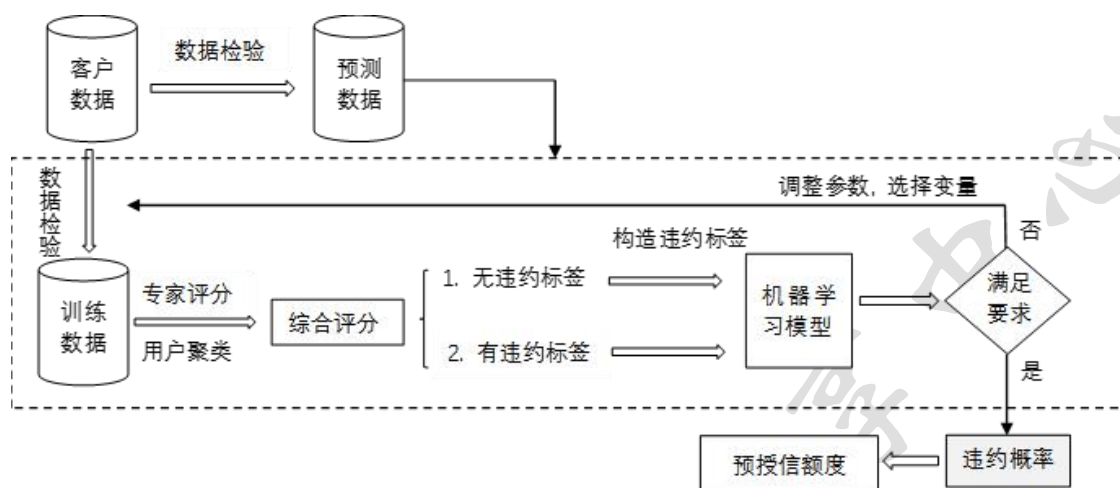 客户
数据
数据检验
预测
数据
数据检验
调整参数, 选择变量
否
构造违约标签
训练
数据
专家评分
用户聚类
综合评分
1. 无违约标签
2. 有违约标签
机器学
习模型
满足
要求
是
预授信额度
违约概率